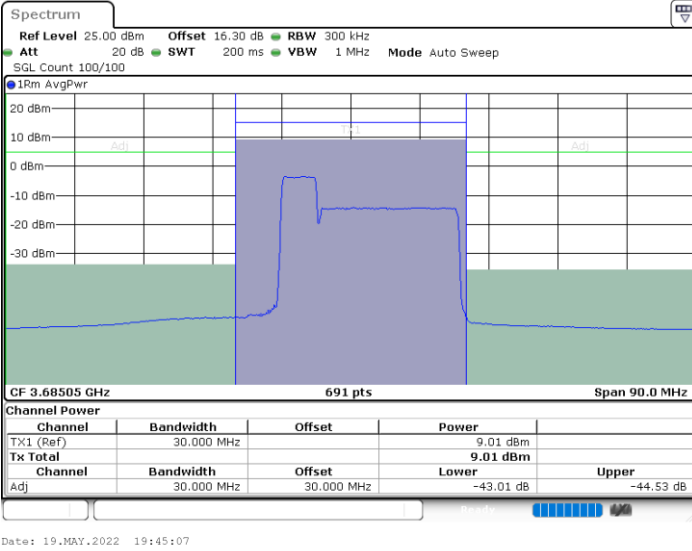 Spectrum
Ref Level 25.00 dBm Offset 16.30 dB RBW 300 kHz
Att 20 dB SWT 200 ms VBW 1 MHz Mode Auto Sweep
SGL Count 100/100
1Rm AvgPwr
20 dBm
TX1
10 dBm
Adj Adj
0 dBm
-10 dBm
-20 dBm
-30 dBm
CF 3.68505 GHz 691 pts Span 90.0 MHz
Channel Power
Channel Bandwidth Offset Power
TX1 (Ref) 30.000 MHz 9.01 dBm
Tx Total 9.01 dBm
Channel Bandwidth Offset Lower Upper
Adj 30.000 MHz 30.000 MHz -43.01 dB -44.53 dB
Ready
Date: 19.MAY.2022 19:45:07